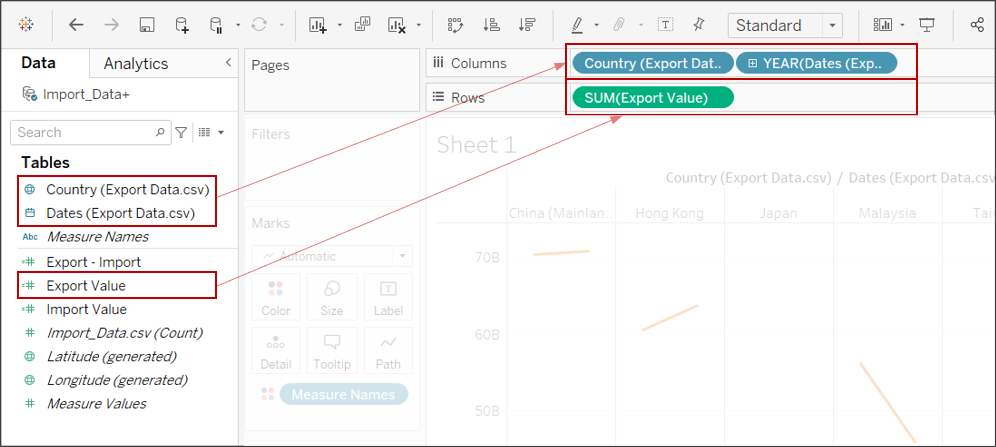 Standard
Data
Analytics
Pages
Columns
Country (Export Dat..
YEAR(Dates (Exp..
Import_Data+
Rows
SUM(Export Value)
Search
Filters
Sheet 1
Tables
Country (Export Data.csv)
Dates (Export Data.csv)
Abc Measure Names
Export - Import
Export Value
Import Value
Import_Data.csv (Count)
Latitude (generated)
Longitude (generated)
Measure Values
Marks
Automatic
Color
Size
Label
Detail
Tooltip
Path
Measure Names
Country (Export Data.csv) / Dates (Export Data.csv
China (Mainlan..
Hong Kong
Japan
Malaysia
Tai
70B
60B
50B